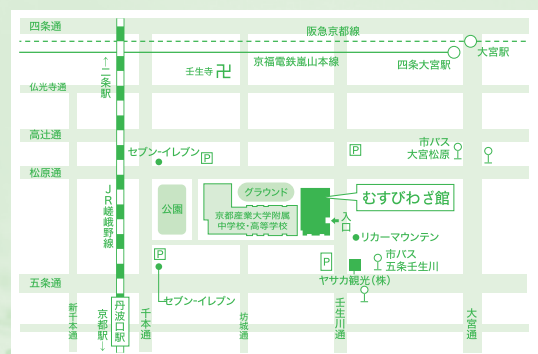 四条通
阪急京都線
大宮駅
京福電鉄嵐山本線
四条大宮駅
←二条駅
壬生寺 卍
仏光寺通
高辻通
セブン-イレブン
P
P
市バス
大宮松原
松原通
JR嵯峨野線
公園
グラウンド
京都産業大学附属
中学校・高等学校
むすびわざ館
入口
リカーマウンテン
市バス
五条壬生川
P
P
ヤサカ観光(株)
五条通
セブン-イレブン
新千本通
京都駅→
丹波口駅
千本通
坊城通
壬生川通
大宮通